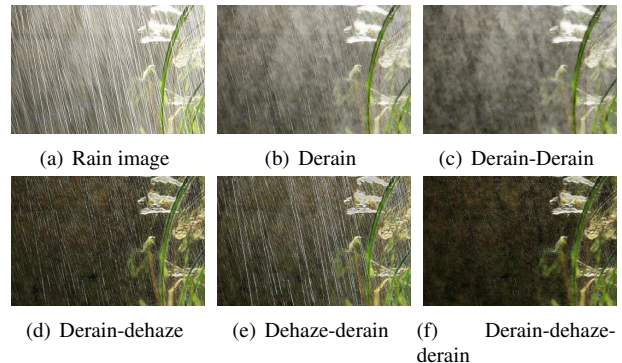 (a) Rain image
(b) Derain
(c) Derain-Derain
(d) Derain-dehaze
(e) Dehaze-derain
(f) Derain-dehaze-
derain